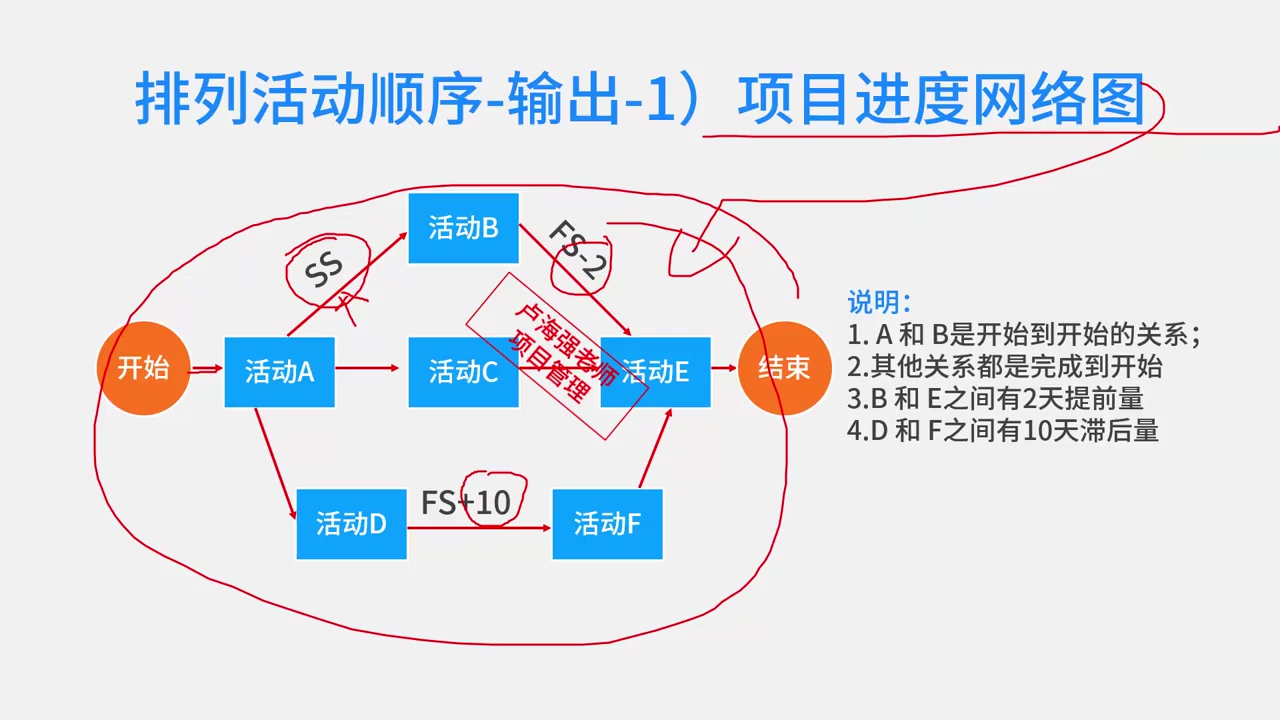 排列活动顺序-输出-1）项目进度网络图
活动B
SS
FS-2
说明：
1. A 和 B是开始到开始的关系；
2.其他关系都是完成到开始
3.B 和 E之间有2天提前量
4.D 和 F之间有10天滞后量
开始
活动A
活动C
卢海强老师
项目管理
活动E
结束
FS+10
活动D
活动F